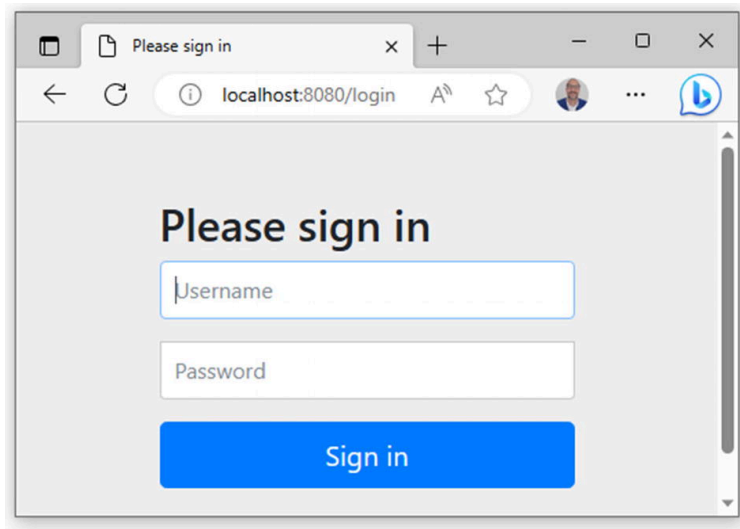 Please sign in
localhost:8080/login
Please sign in
Username
Password
Sign in